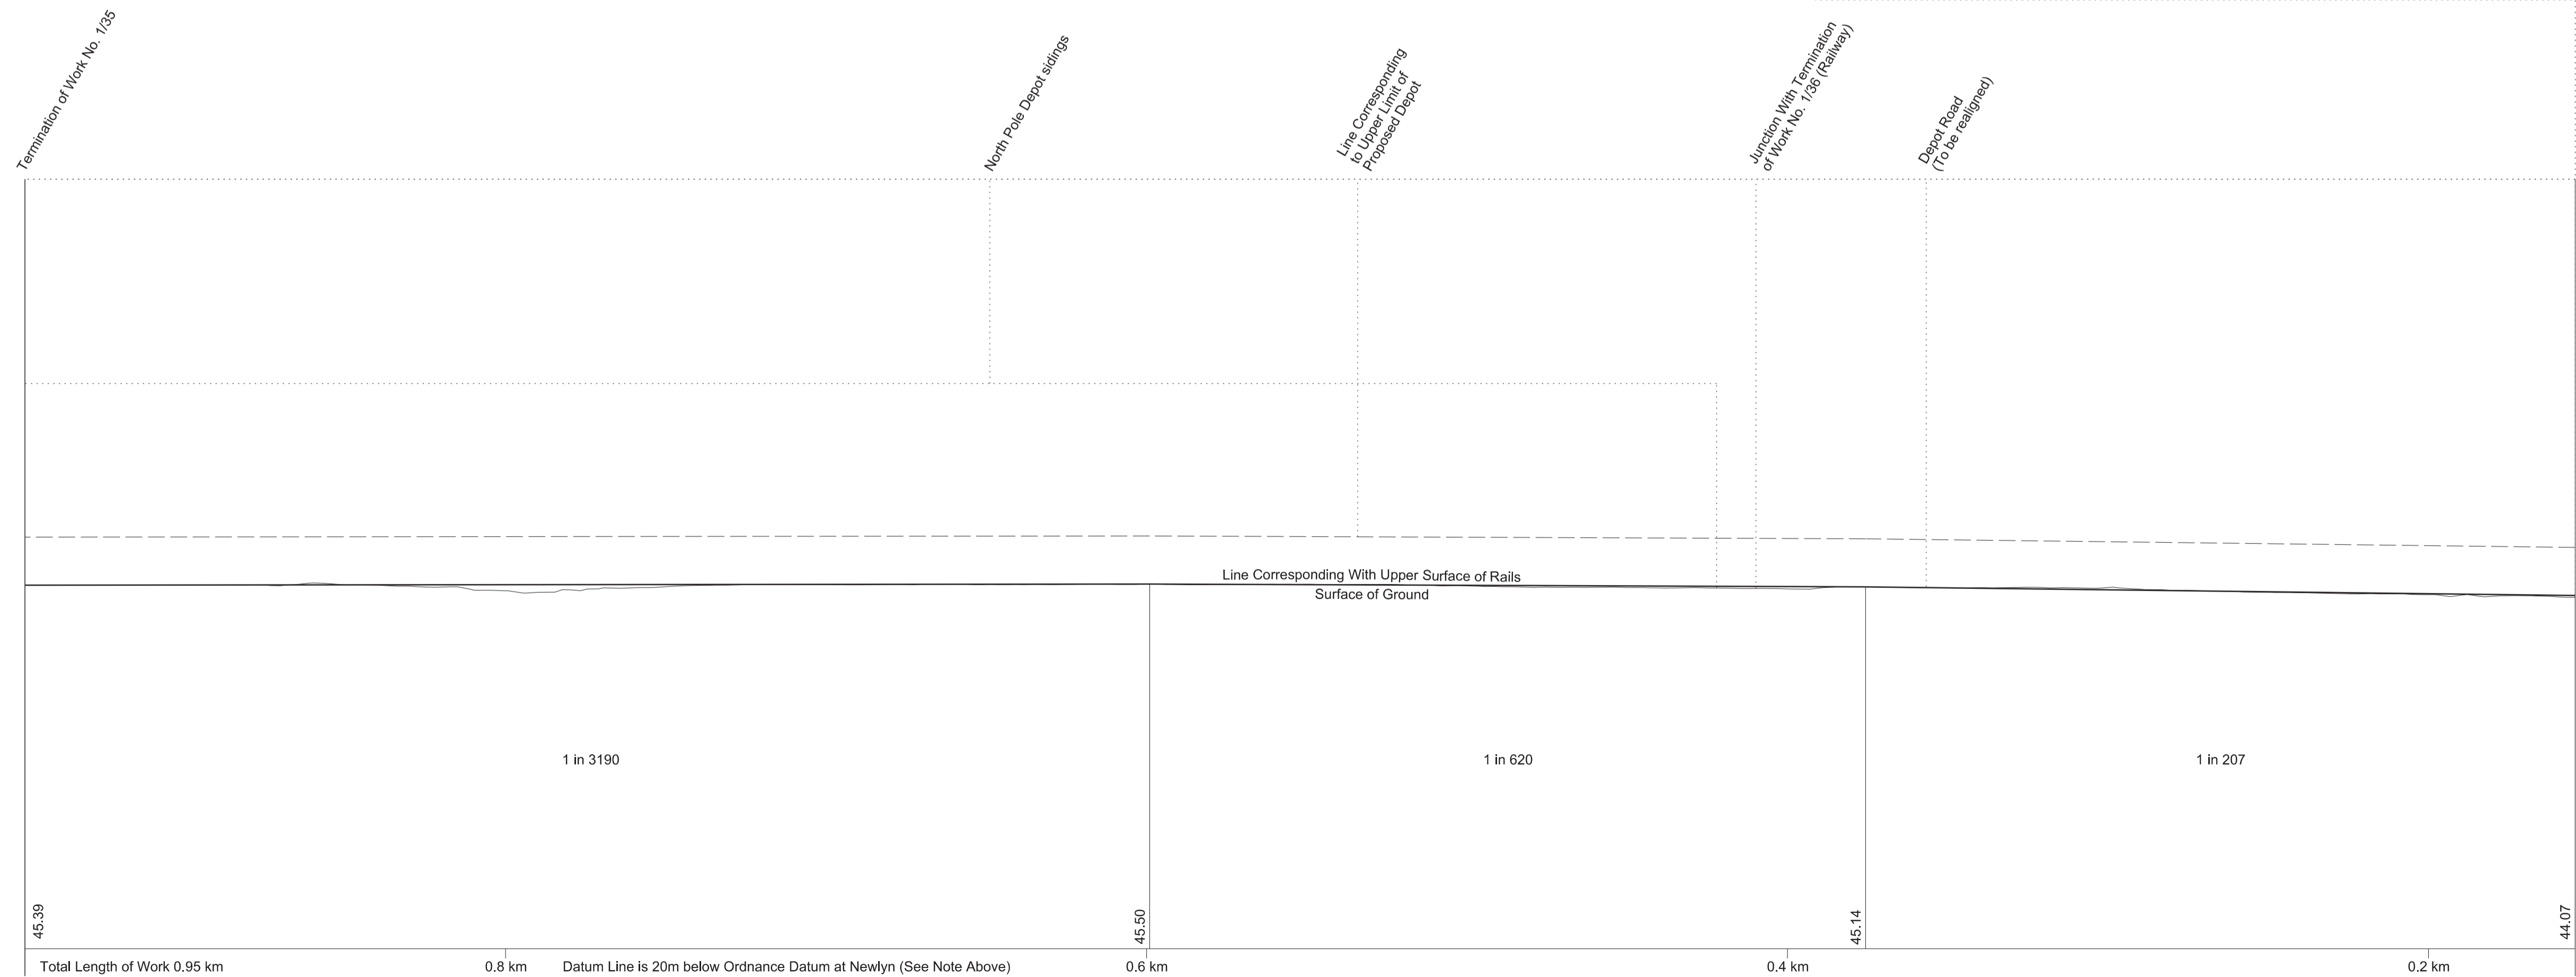 Termination of Work No. 1/35
North Pole Depot sidings
Line Corresponding
to Upper Limit of
Proposed Depot
Junction With Termination
of Work No. 1/36 (Railway)
Depot Road
(To be realigned)
Line Corresponding With Upper Surface of Rails
Surface of Ground
1 in 3190
1 in 620
1 in 207
45.39
45.50
45.14
44.07
Total Length of Work 0.95 km
0.8 km
Datum Line is 20m below Ordnance Datum at Newlyn (See Note Above)
0.6 km
0.4 km
0.2 km